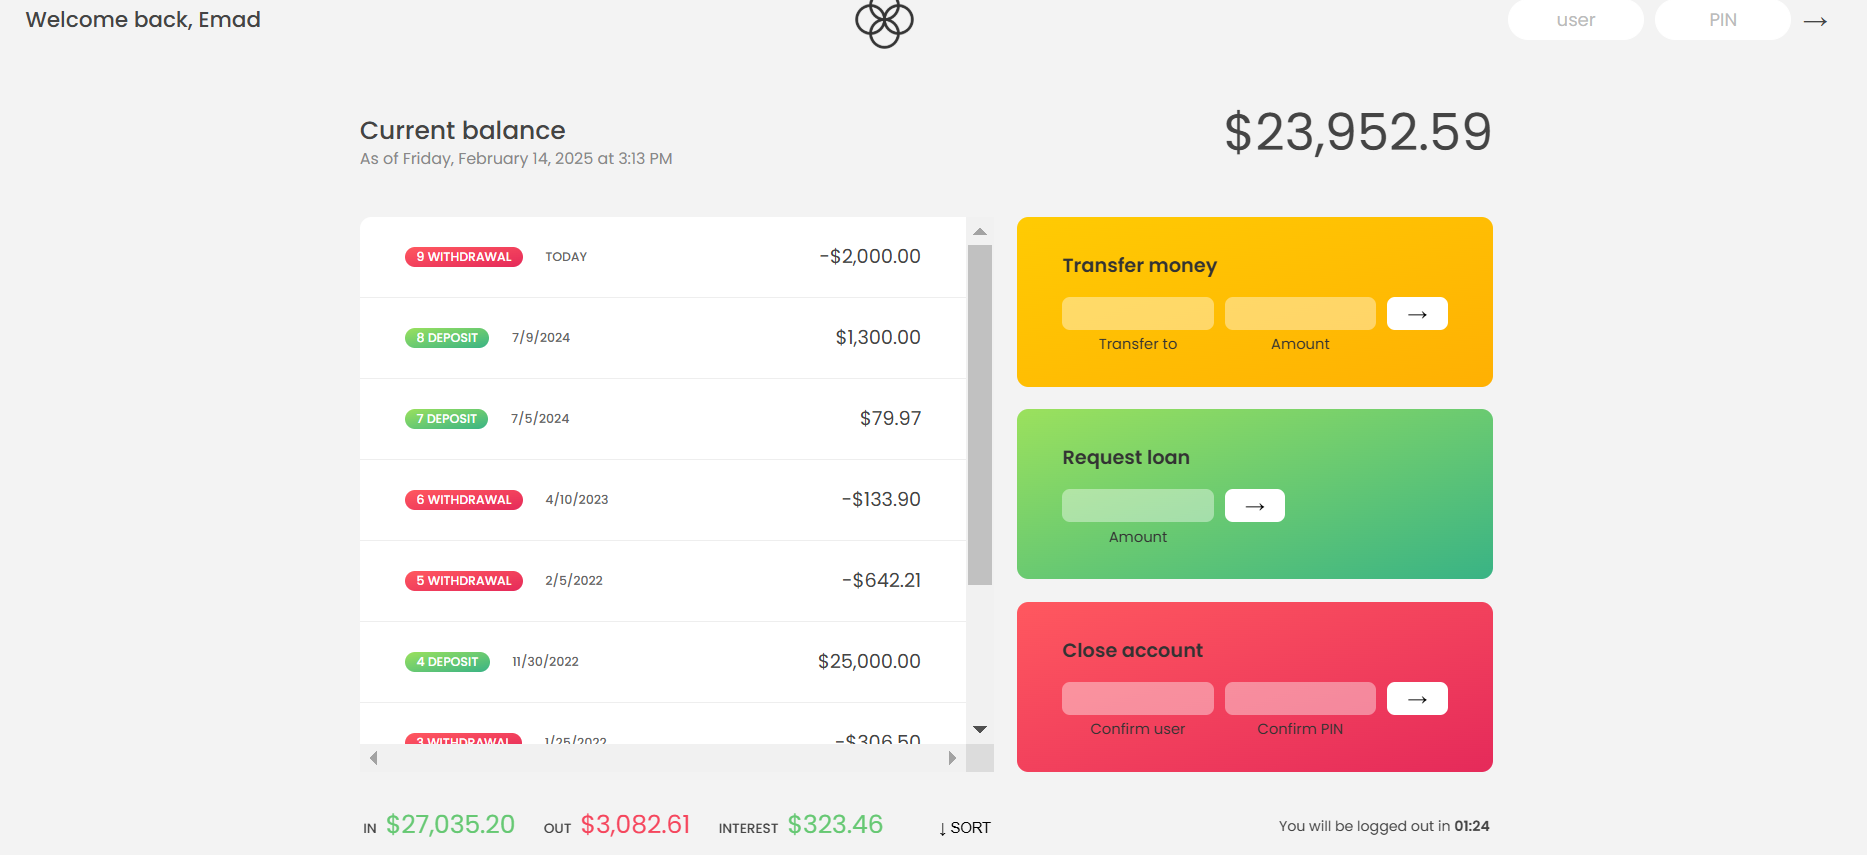 Welcome back, Emad
user PIN →
Current balance $23,952.59
As of Friday, February 14, 2025 at 3:13 PM
9 WITHDRAWAL TODAY -$2,000.00
8 DEPOSIT 7/9/2024 $1,300.00
7 DEPOSIT 7/5/2024 $79.97
6 WITHDRAWAL 4/10/2023 -$133.90
5 WITHDRAWAL 2/5/2022 -$642.21
4 DEPOSIT 11/30/2022 $25,000.00
3 WITHDRAWAL 1/25/2022 -$306.50
Transfer money
→
Transfer to Amount
Request loan
→
Amount
Close account
→
Confirm user Confirm PIN
IN $27,035.20 OUT $3,082.61 INTEREST $323.46 ↓ SORT
You will be logged out in 01:24